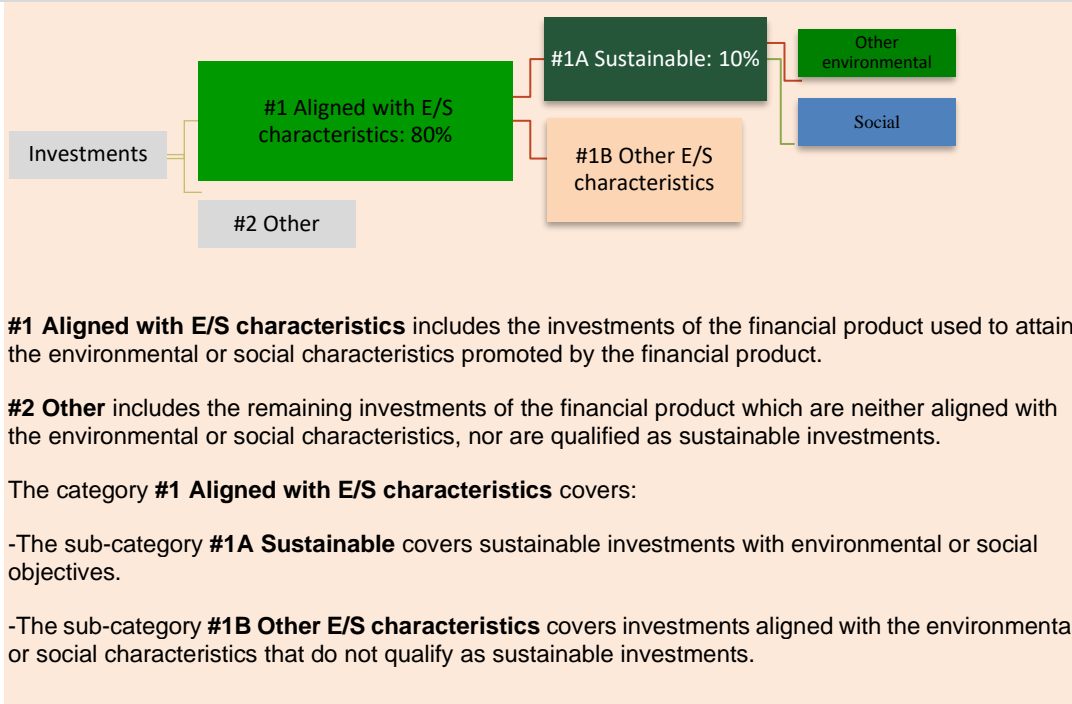 Other
environmental
#1A Sustainable: 10%
#1 Aligned with E/S
characteristics: 80%
Social
Investments
#1B Other E/S
characteristics
#2 Other
#1 Aligned with E/S characteristics includes the investments of the financial product used to attain
the environmental or social characteristics promoted by the financial product.
#2 Other includes the remaining investments of the financial product which are neither aligned with
the environmental or social characteristics, nor are qualified as sustainable investments.
The category #1 Aligned with E/S characteristics covers:
-The sub-category #1A Sustainable covers sustainable investments with environmental or social
objectives.
-The sub-category #1B Other E/S characteristics covers investments aligned with the environmenta
or social characteristics that do not qualify as sustainable investments.